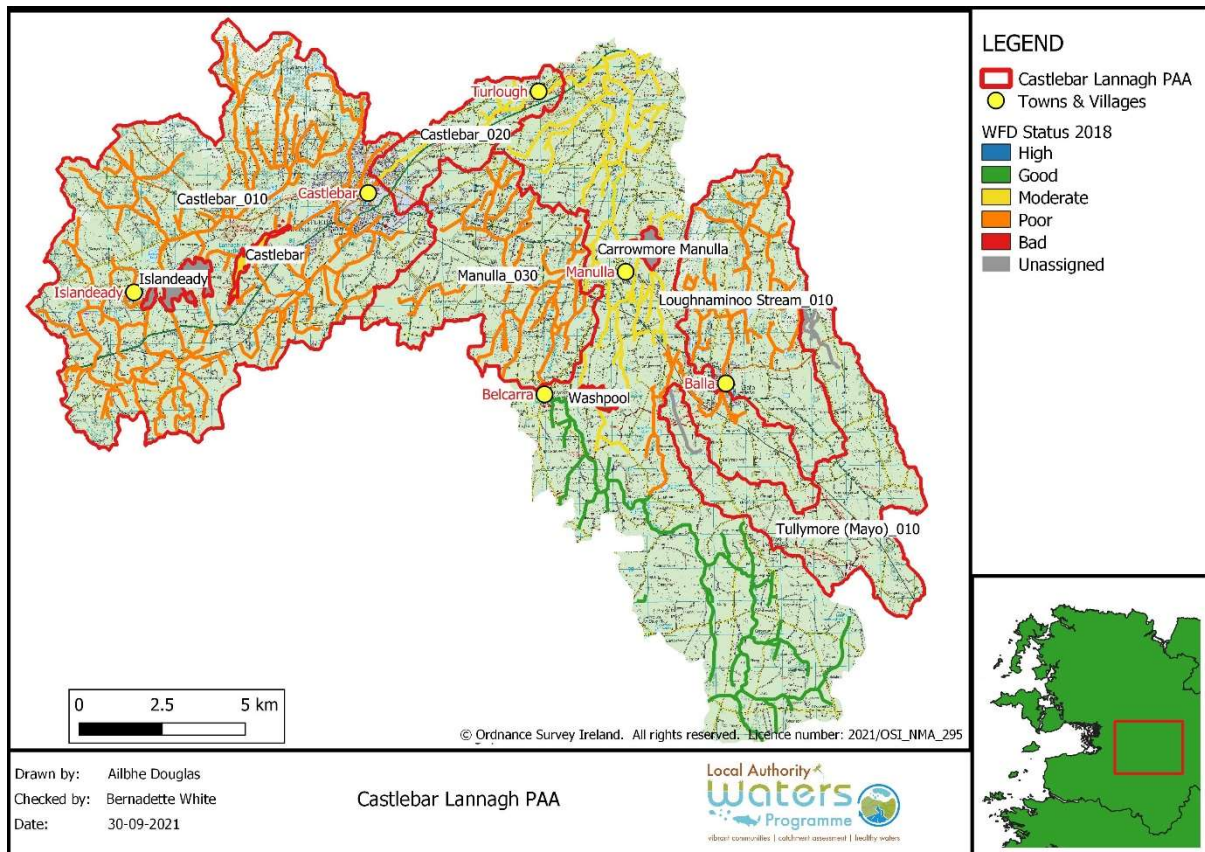 Turlough
Castlebar_020
Castlebar_010
Castlebar
Castlebar
Carrowmore Manulla
Manulla_030
Manulla
Islandeady
Islandeady
Loughnaminoo Stream_010
Balla
Belcarra
Washpool
Tullymore (Mayo)_010
0 2.5 5 km
© Ordnance Survey Ireland. All rights reserved. Licence number: 2021/OSI_NMA_295
LEGEND
Castlebar Lannagh PAA
Towns & Villages
WFD Status 2018
High
Good
Moderate
Poor
Bad
Unassigned
Drawn by: Ailbhe Douglas
Checked by: Bernadette White
Date: 30-09-2021
Castlebar Lannagh PAA
Local Authority
Waters
Programme
vibrant communities | catchment assessment | healthy waters